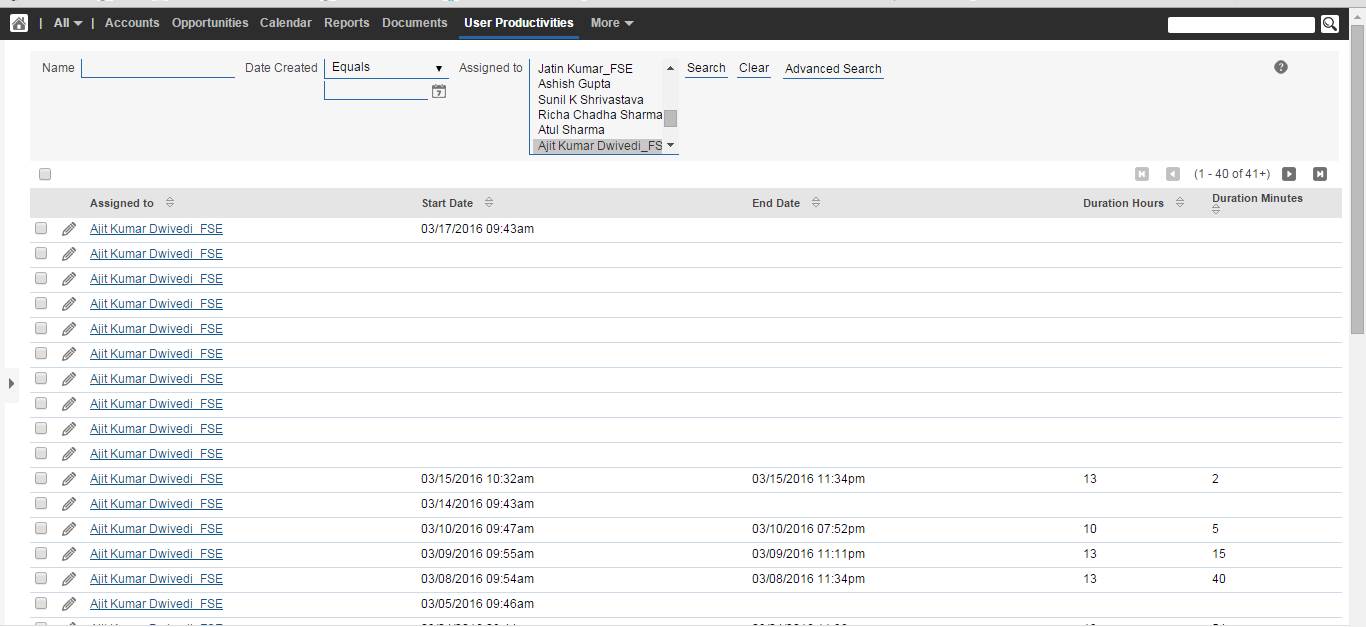 | All | Accounts Opportunities Calendar Reports Documents User Productivities More
Name Date Created Equals Assigned to Jatin Kumar_FSE Search Clear Advanced Search ?
7
Ashish Gupta
Sunil K Shrivastava
Richa Chadha Sharma
Atul Sharma
Ajit Kumar Dwivedi_FS
(1 - 40 of 41+)
Assigned to Start Date End Date Duration Hours Duration Minutes
Ajit Kumar Dwivedi_FSE 03/17/2016 09:43am
Ajit Kumar Dwivedi_FSE
Ajit Kumar Dwivedi_FSE
Ajit Kumar Dwivedi_FSE
Ajit Kumar Dwivedi_FSE
Ajit Kumar Dwivedi_FSE
Ajit Kumar Dwivedi_FSE
Ajit Kumar Dwivedi_FSE
Ajit Kumar Dwivedi_FSE
Ajit Kumar Dwivedi_FSE
Ajit Kumar Dwivedi_FSE 03/15/2016 10:32am 03/15/2016 11:34pm 13 2
Ajit Kumar Dwivedi_FSE 03/14/2016 09:43am
Ajit Kumar Dwivedi_FSE 03/10/2016 09:47am 03/10/2016 07:52pm 10 5
Ajit Kumar Dwivedi_FSE 03/09/2016 09:55am 03/09/2016 11:11pm 13 15
Ajit Kumar Dwivedi_FSE 03/08/2016 09:54am 03/08/2016 11:34pm 13 40
Ajit Kumar Dwivedi_FSE 03/05/2016 09:46am